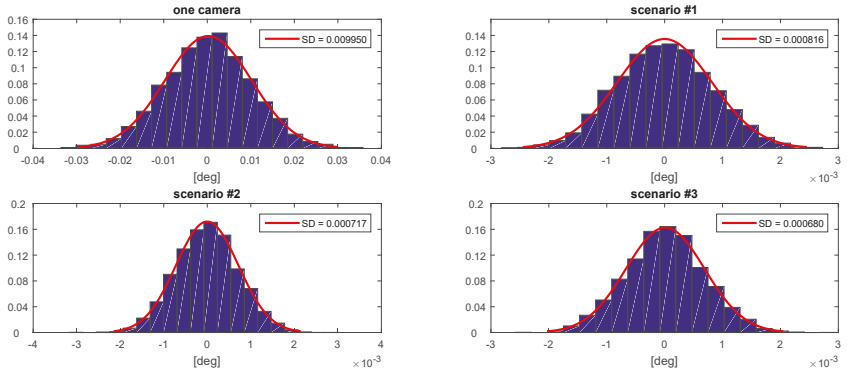 one camera
SD = 0.009950
0.16
0.14
0.12
0.1
0.08
0.06
0.04
0.02
0
-0.04 -0.03 -0.02 -0.01 0 0.01 0.02 0.03 0.04
[deg]
scenario #1
SD = 0.000816
0.16
0.14
0.12
0.1
0.08
0.06
0.04
0.02
0
-3 -2 -1 0 1 2 3
[deg]
×10-3
scenario #2
SD = 0.000717
0.2
0.16
0.12
0.08
0.04
0
-4 -3 -2 -1 0 1 2 3 4
[deg]
×10-3
scenario #3
SD = 0.000680
0.2
0.16
0.12
0.08
0.04
0
-3 -2 -1 0 1 2 3
[deg]
×10-3